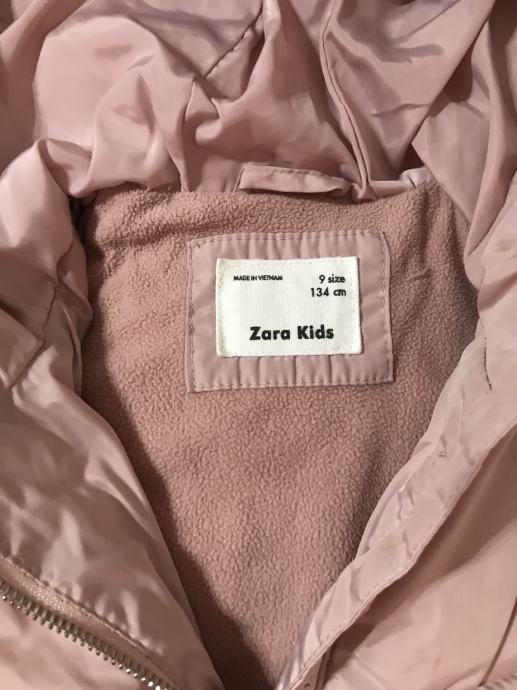 MADE IN VIETNAM
9 size
134 cm
Zara Kids